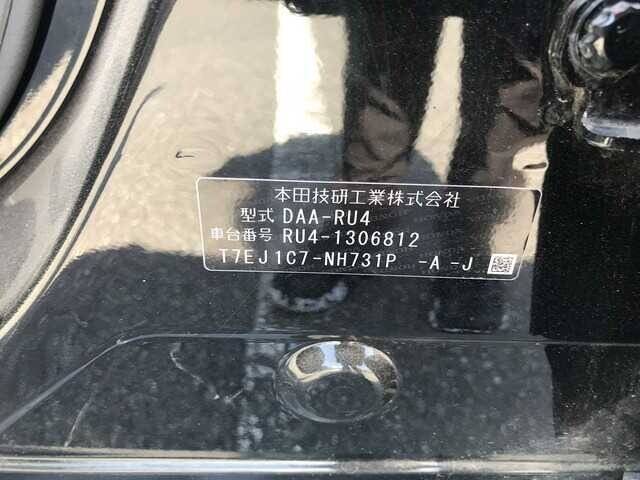 本田技研工業株式会社
型式 DAA-RU4
車台番号 RU4-1306812
T7EJ1C7-NH731P -A -J